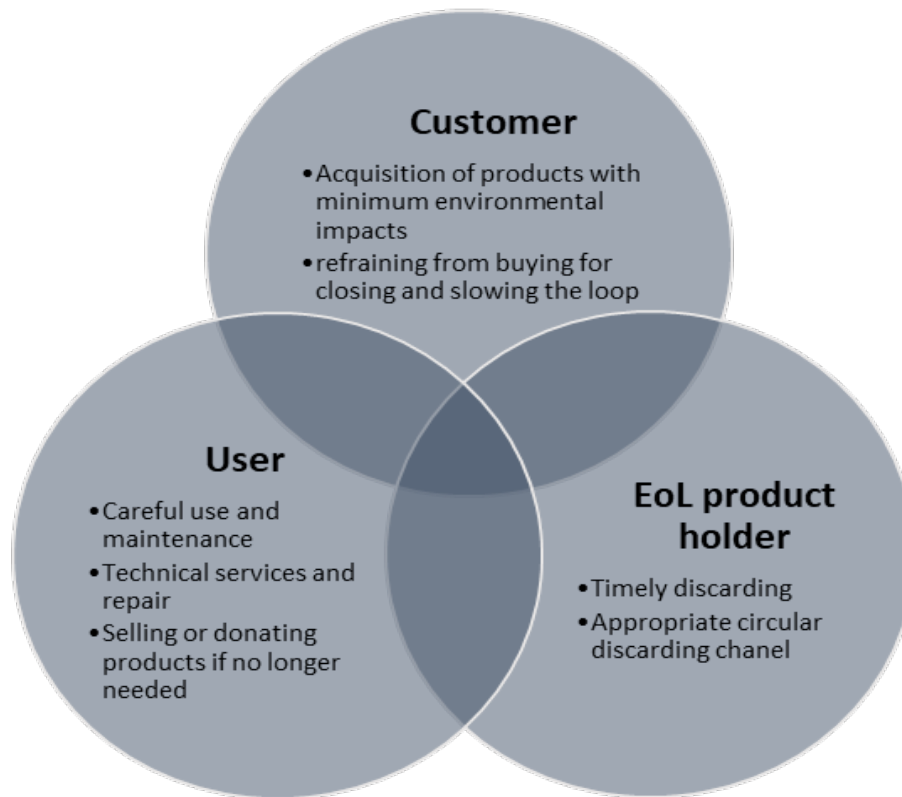 Customer
•Acquisition of products with
minimum environmental
impacts
•refraining from buying for
closing and slowing the loop
User
•Careful use and
maintenance
•Technical services and
repair
•Selling or donating
products if no longer
needed
EoL product
holder
•Timely discarding
•Appropriate circular
discarding chanel